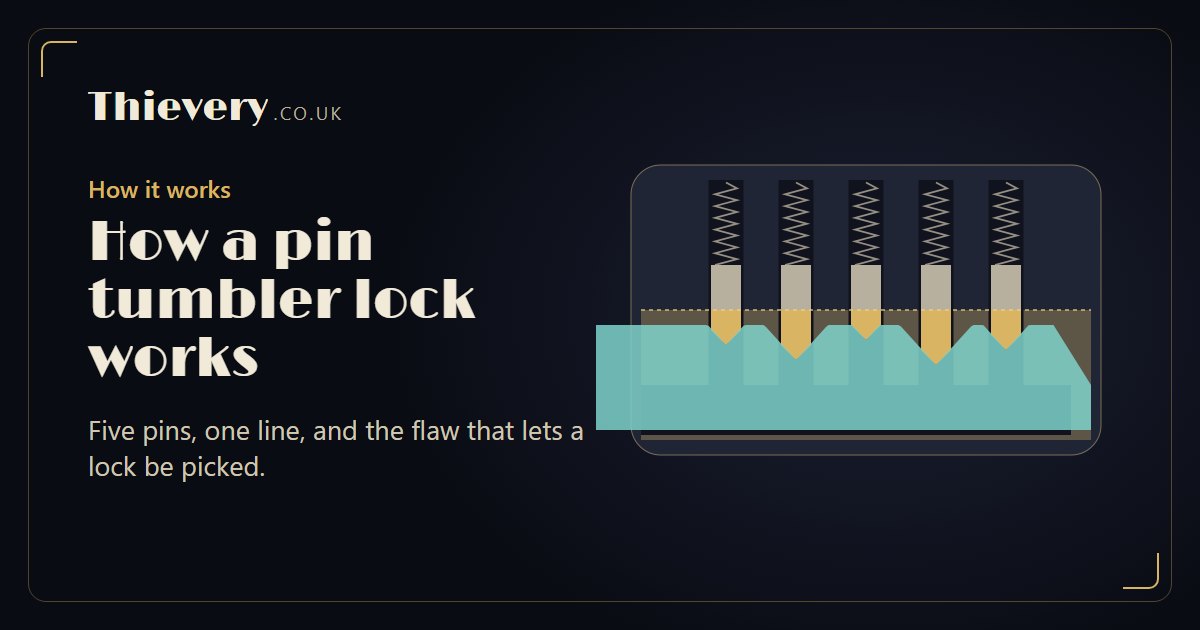 Thievery.CO.UK
How it works
How a pin
tumbler lock
works
Five pins, one line, and the flaw that lets a
lock be picked.